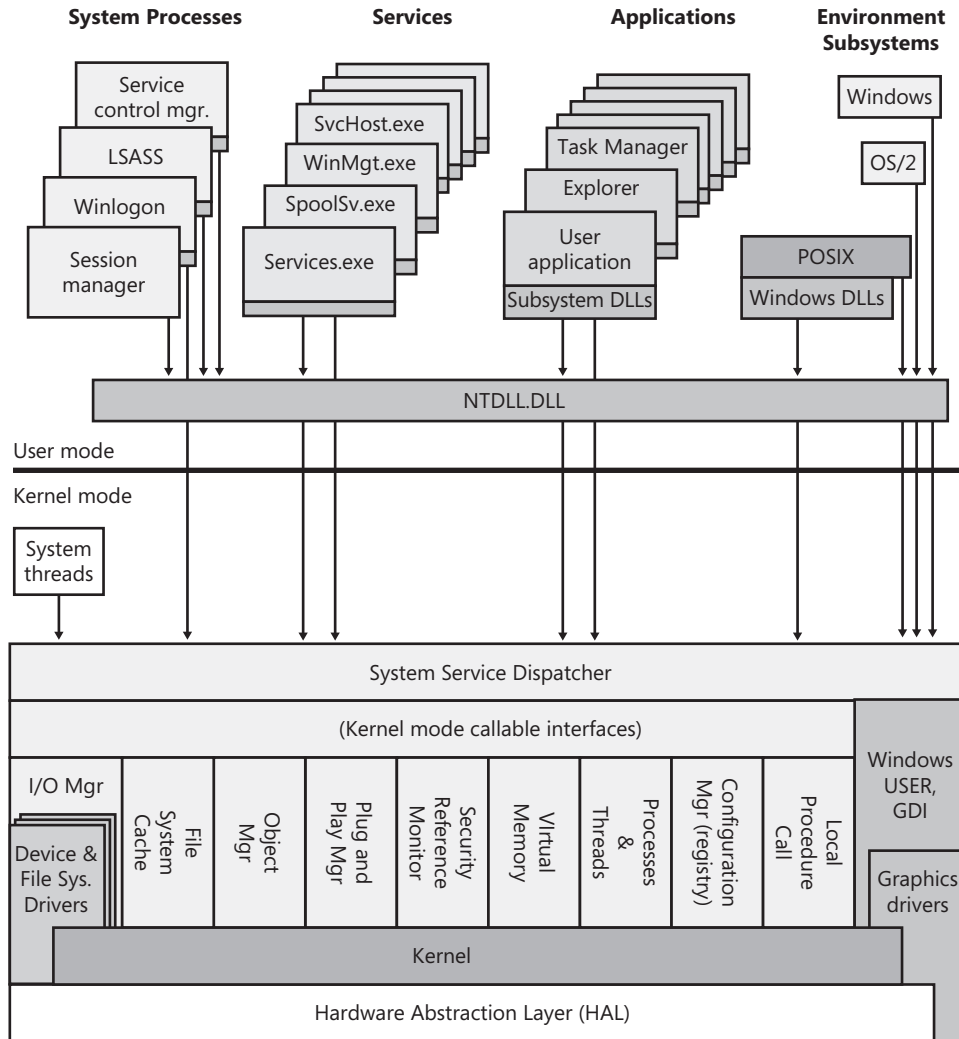 System Processes
Services
Applications
Environment
Subsystems
Service
control mgr.
LSASS
Winlogon
Session
manager
SvcHost.exe
WinMgt.exe
SpoolSv.exe
Services.exe
Task Manager
Explorer
User
application
Subsystem DLLs
Windows
OS/2
POSIX
Windows DLLs
NTDLL.DLL
User mode
Kernel mode
System
threads
System Service Dispatcher
(Kernel mode callable interfaces)
I/O Mgr
Device &
File Sys.
Drivers
File
System
Cache
Object
Mgr
Plug and
Play Mgr
Security
Reference
Monitor
VIrtual
Memory
Processes
&
Threads
Configuration
Mgr (registry)
Local
Procedure
Call
Windows
USER,
GDI
Graphics
drivers
Kernel
Hardware Abstraction Layer (HAL)